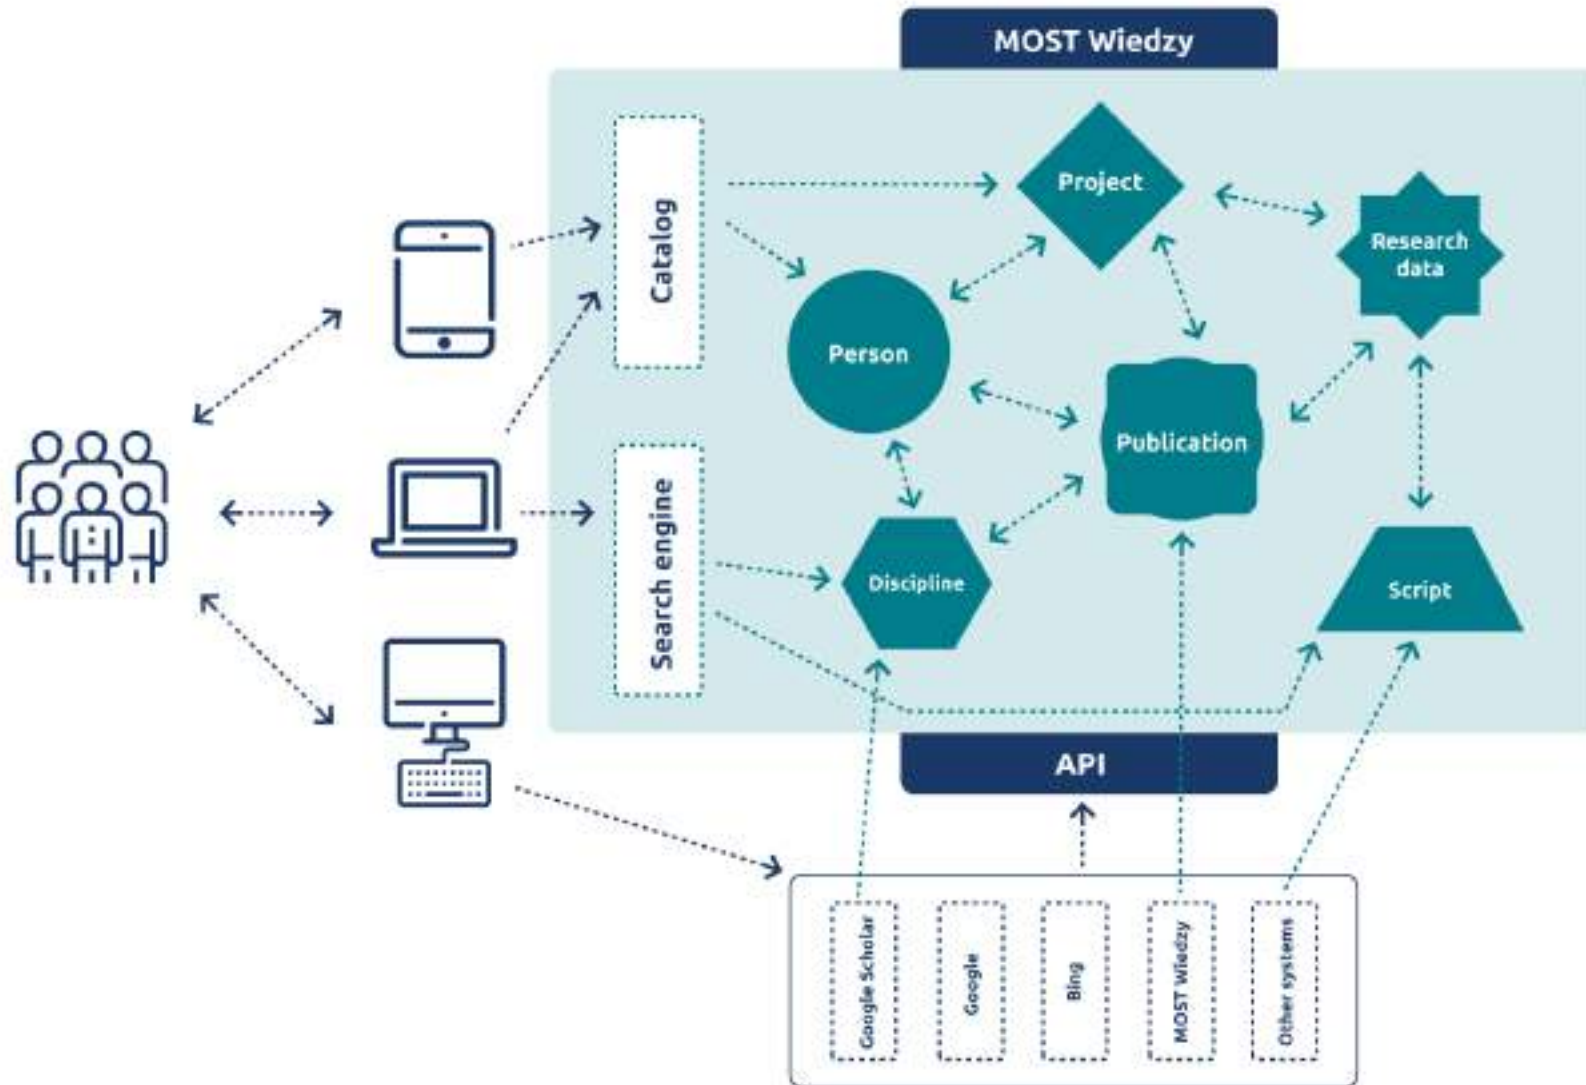 MOST Wiedzy
Catalog
Search engine
Project
Research
data
Person
Publication
Discipline
Script
API
Google Scholar
Google
Bing
MOST Wiedzy
Other systems